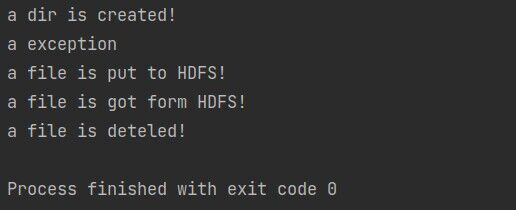 a dir is created!
a exception
a file is put to HDFS!
a file is got form HDFS!
a file is deteled!
Process finished with exit code 0